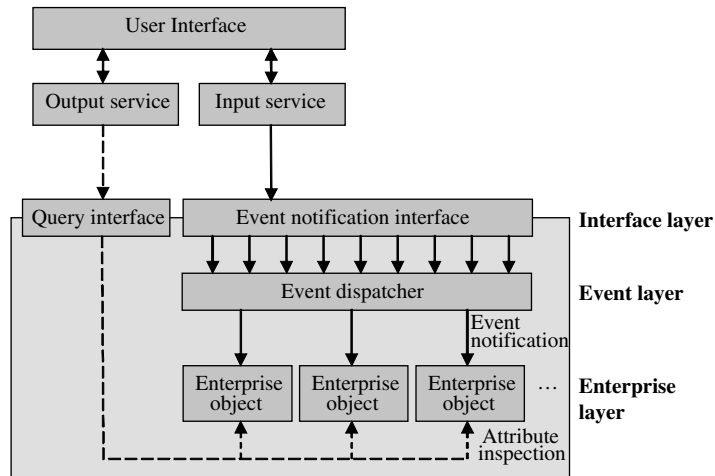 User Interface
Output service
Input service
Query interface
Event notification interface
Interface layer
Event dispatcher
Event layer
Event
notification
Enterprise
object
Enterprise
object
Enterprise
object
...
Enterprise
layer
Attribute
inspection